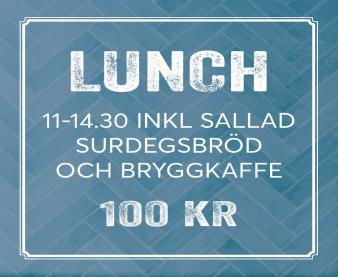 LUNCH
11-14.30 INKL SALLAD
SURDEGSBRÖD
OCH BRYGGKAFFE
100 KR